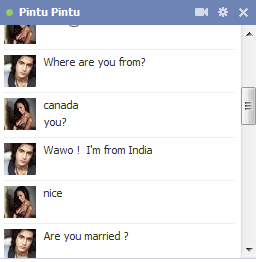 Pintu Pintu
Where are you from?
canada
you?
Wawo ! I'm from India
nice
Are you married ?